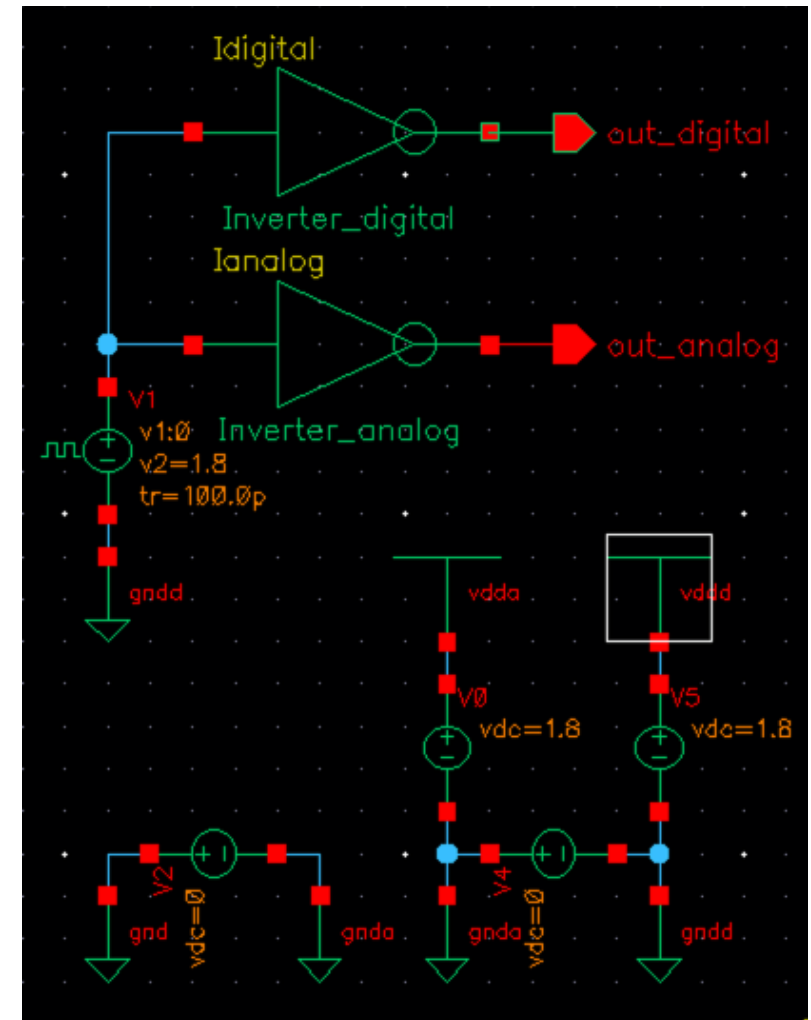 Idigital
out_digital
Inverter_digital
Ianalog
out_analog
Inverter_analog
V1
v1:0
v2=1.8
tr=100.0p
gndd
vdda
vddd
V0
vdc=1.8
V5
vdc=1.8
V2
vdc=0
gnd
gnda
V4
vdc=0
gnda
gndd